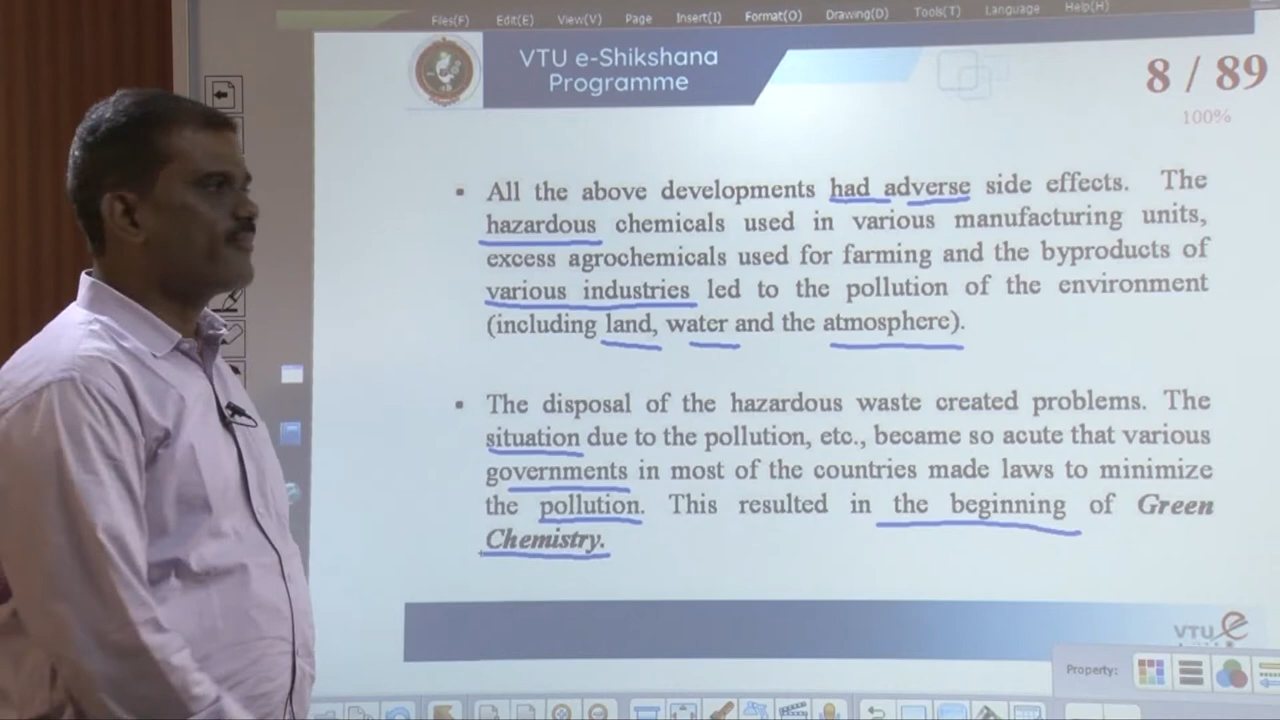 Files(F) Edit(E) View(V) Page Insert(I) Format(O) Drawing(D) Tools(T) Language Help(H)
VTU e-Shikshana
Programme
8 / 89
100%
▪ All the above developments had adverse side effects. The
hazardous chemicals used in various manufacturing units,
excess agrochemicals used for farming and the byproducts of
various industries led to the pollution of the environment
(including land, water and the atmosphere).
▪ The disposal of the hazardous waste created problems. The
situation due to the pollution, etc., became so acute that various
governments in most of the countries made laws to minimize
the pollution. This resulted in the beginning of Green
Chemistry.
VTU e
Property: